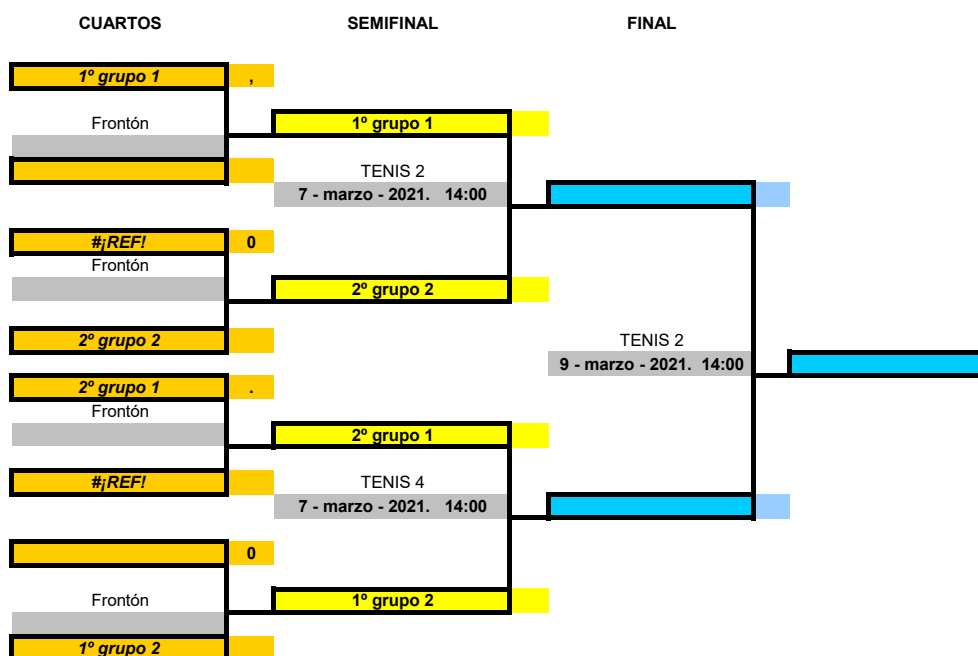 CUARTOS SEMIFINAL FINAL
1º grupo 1 ,
Frontón 1º grupo 1
TENIS 2
7 - marzo - 2021. 14:00
#¡REF! 0
Frontón
2º grupo 2
2º grupo 2 TENIS 2
9 - marzo - 2021. 14:00
2º grupo 1 .
Frontón
2º grupo 1
#¡REF! TENIS 4
7 - marzo - 2021. 14:00
0
Frontón 1º grupo 2
1º grupo 2